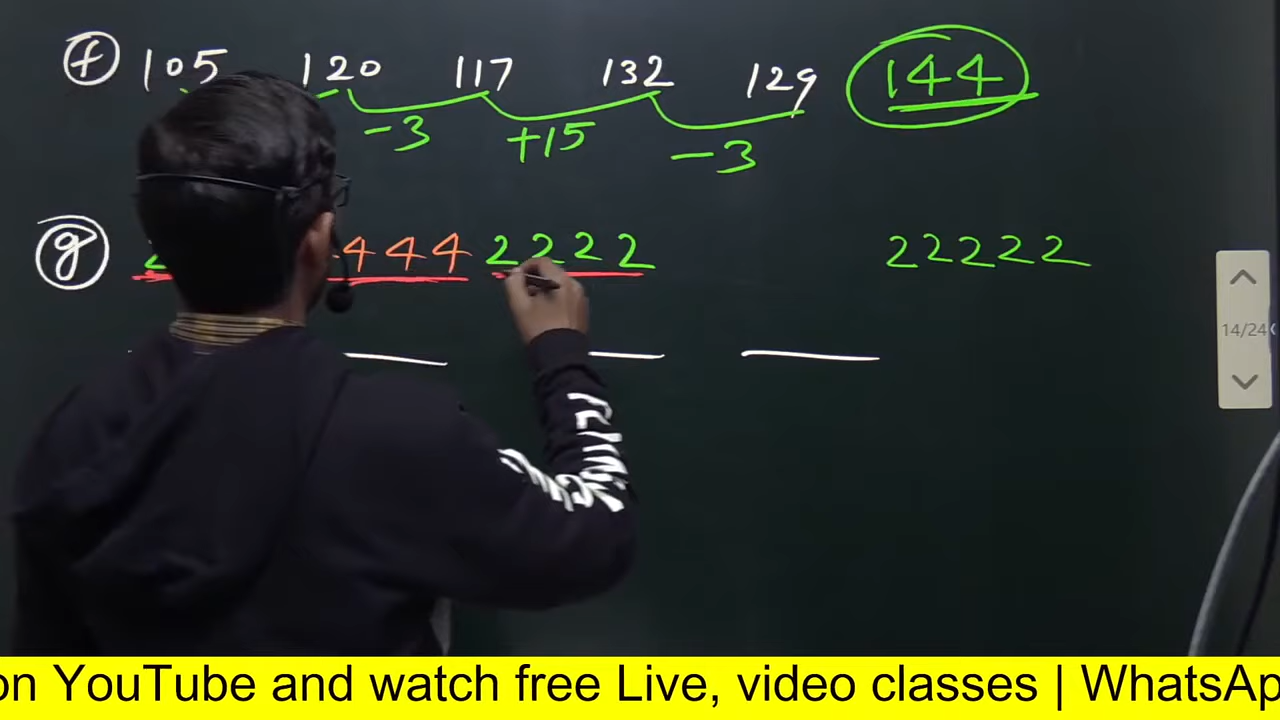 f 105 120 117 132 129 144
-3 +15 -3
g 2 444 2222 22222
14/24
on YouTube and watch free Live, video classes | WhatsAp